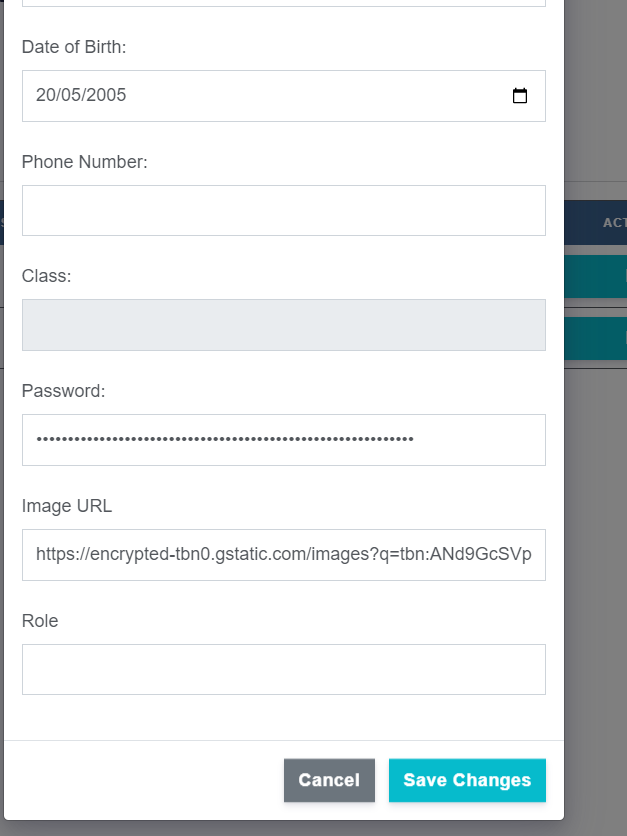 Date of Birth:
20/05/2005
Phone Number:
ACT
Class:
Password:
••••••••••••••••••••••••••••••••••••••••••••••••••••••••••••
Image URL
https://encrypted-tbn0.gstatic.com/images?q=tbn:ANd9GcSVp
Role
Cancel
Save Changes